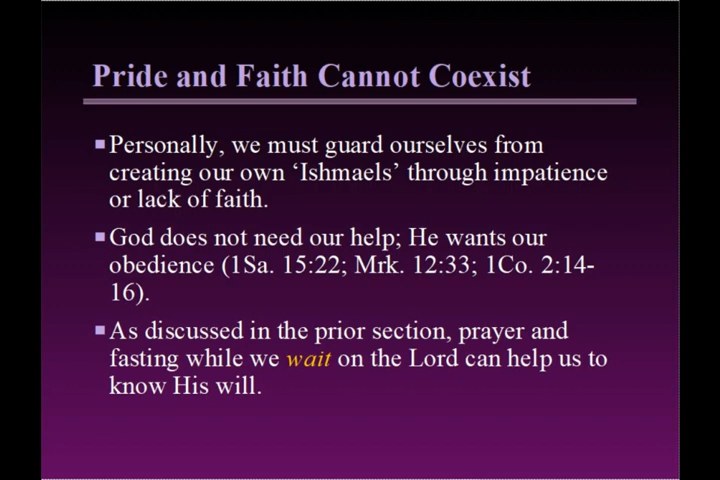 Pride and Faith Cannot Coexist
Personally, we must guard ourselves from
creating our own ‘Ishmaels’ through impatience
or lack of faith.
God does not need our help; He wants our
obedience (1Sa. 15:22; Mrk. 12:33; 1Co. 2:14-
16).
As discussed in the prior section, prayer and
fasting while we wait on the Lord can help us to
know His will.